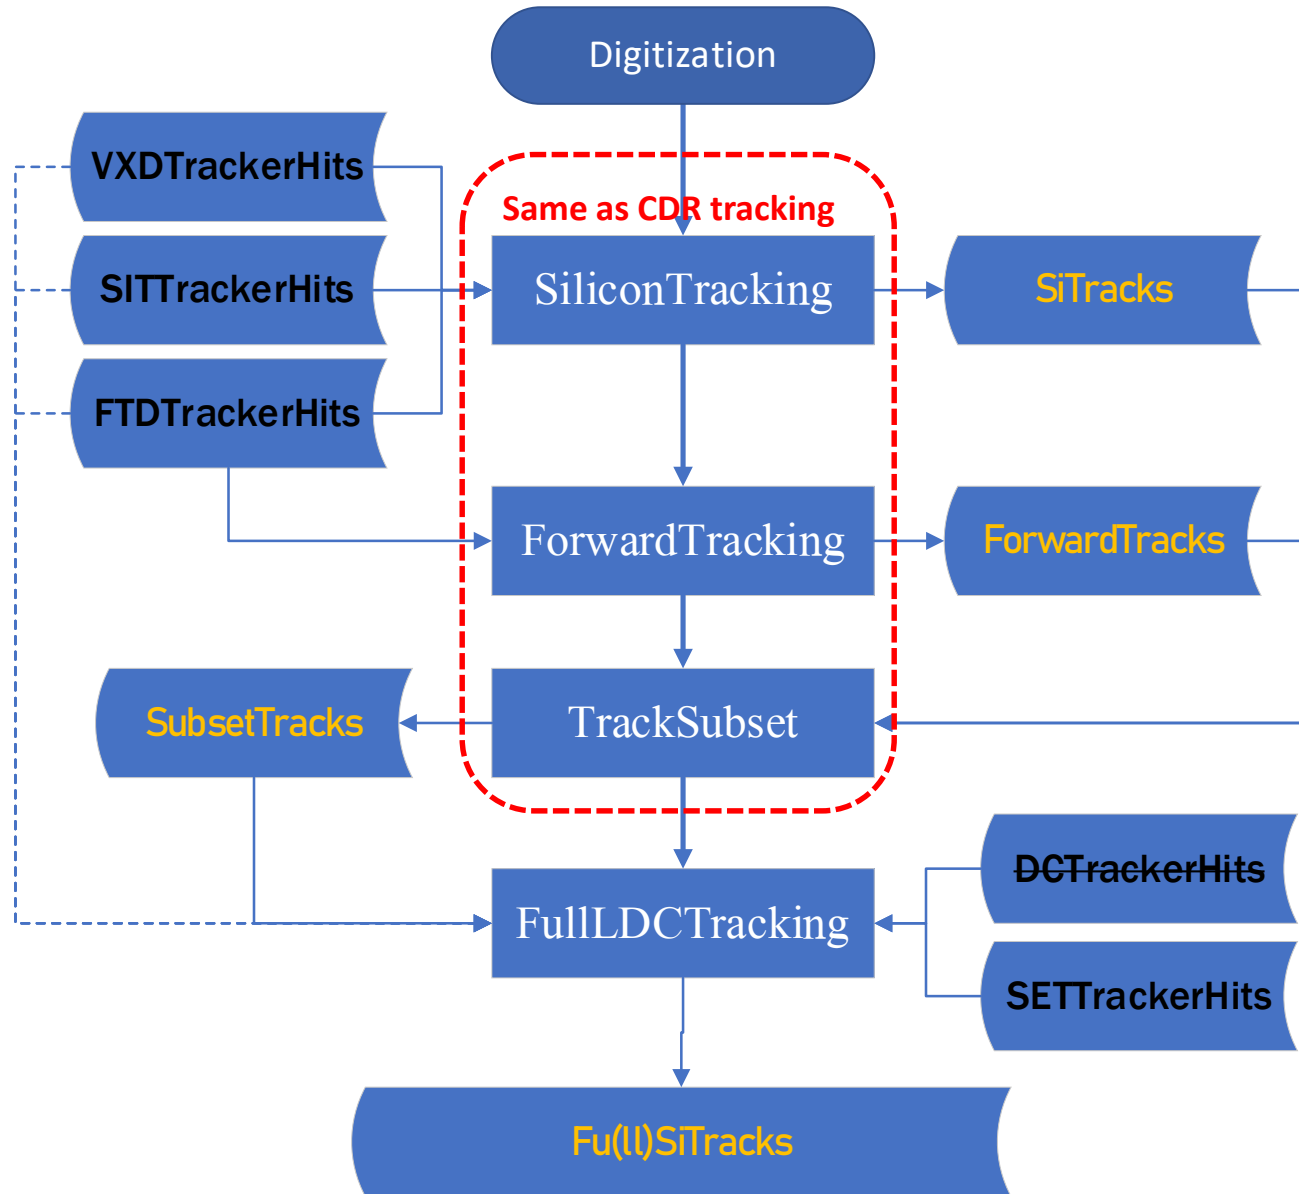 Digitization
VXDTrackerHits
Same as CDR tracking
SITTrackerHits
SiliconTracking
SiTracks
FTDTrackerHits
ForwardTracking
ForwardTracks
SubsetTracks
TrackSubset
DCTrackerHits
FullLDCTracking
SETTrackerHits
Fu(ll)SiTracks